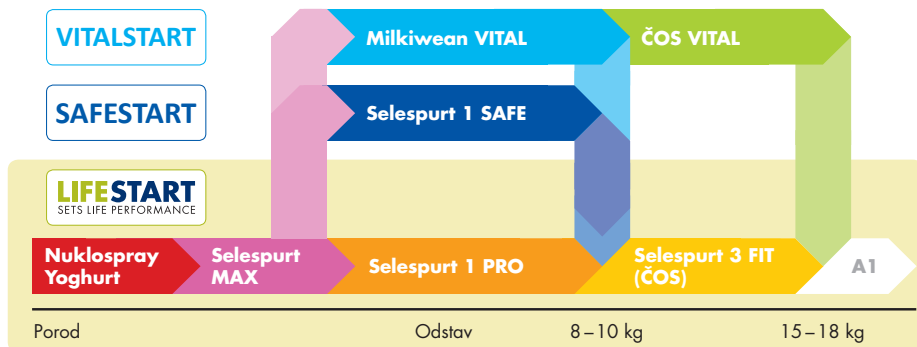 VITALSTART
Milkiwean VITAL
ČOS VITAL
SAFESTART
Selespurt 1 SAFE
LIFESTART
SETS LIFE PERFORMANCE
Nuklospray
Yoghurt
Selespurt
MAX
Selespurt 1 PRO
Selespurt 3 FIT
(ČOS)
A1
Porod
Odstav
8–10 kg
15–18 kg